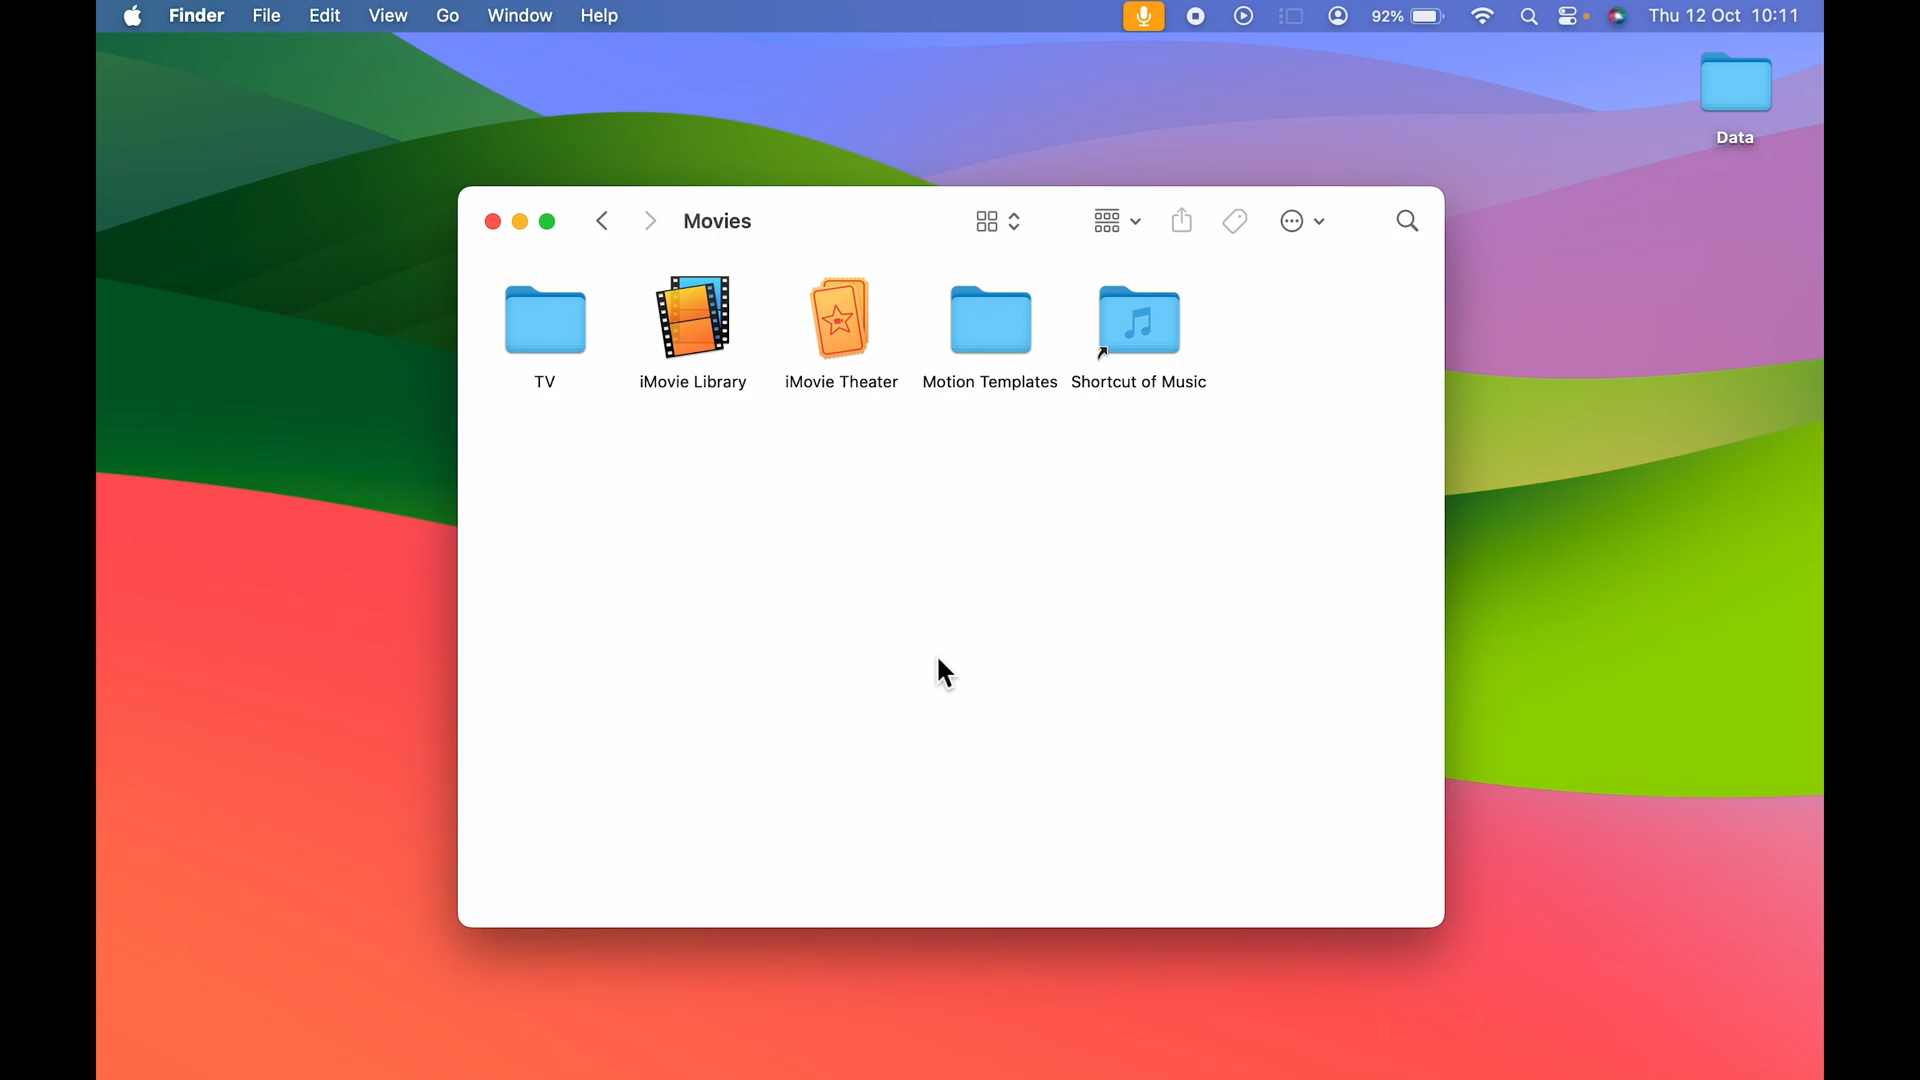 Finder File Edit View Go Window Help 92% Thu 12 Oct 10:11
Data
Movies
TV iMovie Library iMovie Theater Motion Templates Shortcut of Music